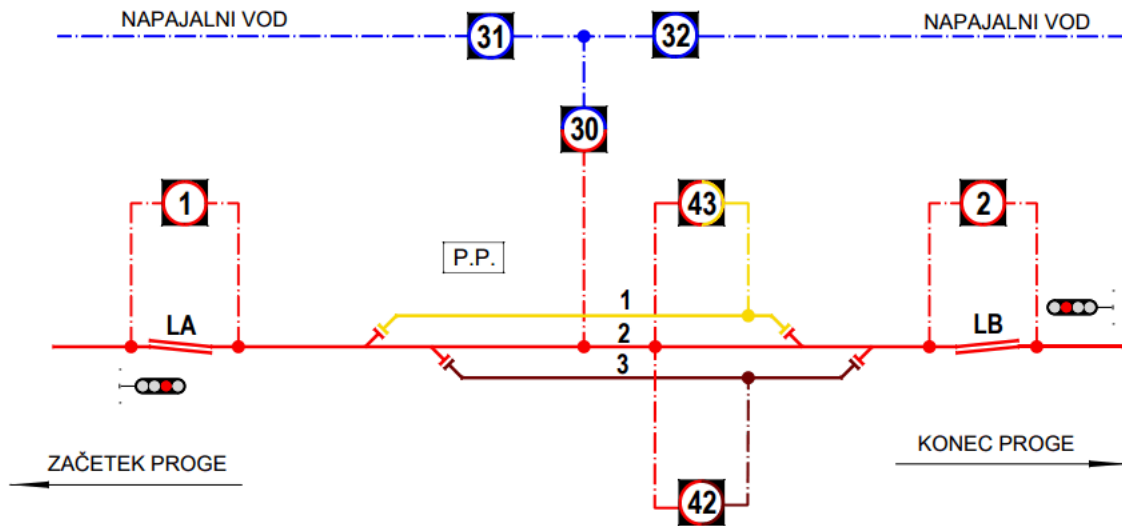 NAPAJALNI VOD
NAPAJALNI VOD
31
32
30
1
43
2
P.P.
1
LA
2
LB
3
ZAČETEK PROGE
KONEC PROGE
42